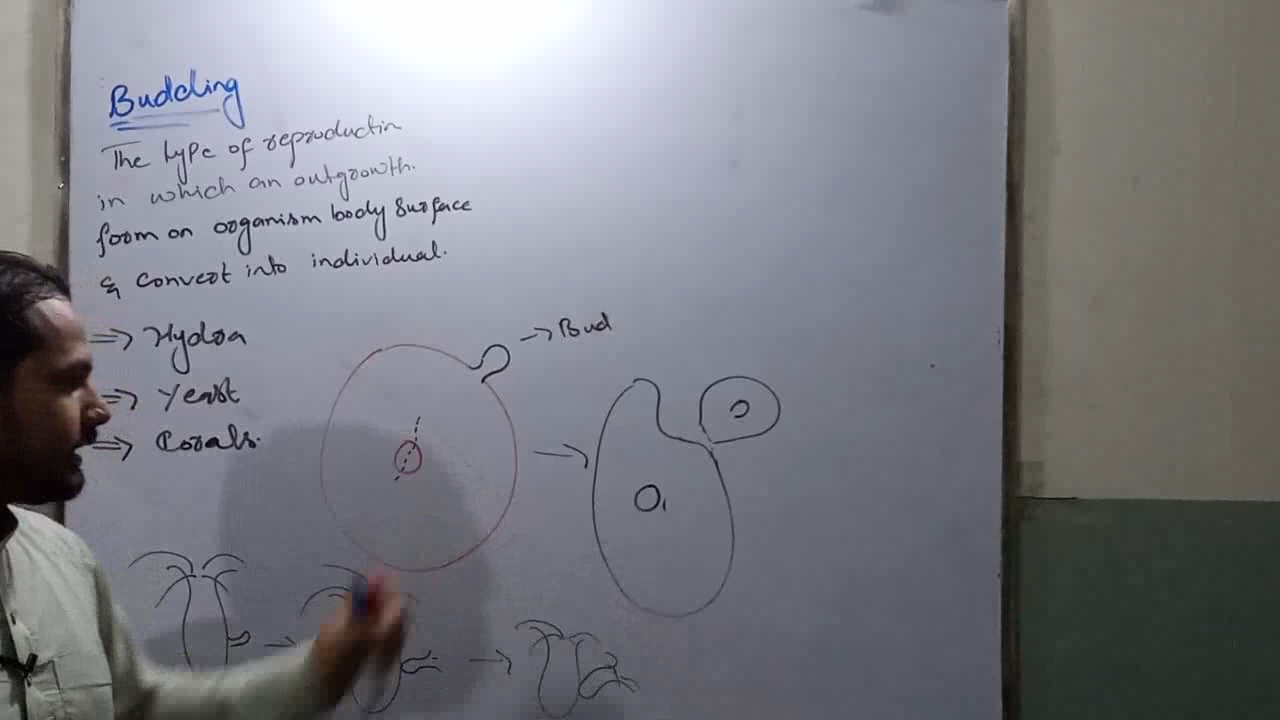 Budding
The type of reproductin
in which an outgrowth.
form on organism body surface
& convert into individual.
⇒ Hydra
→ Bud
⇒ Yeast
⇒ Corals.